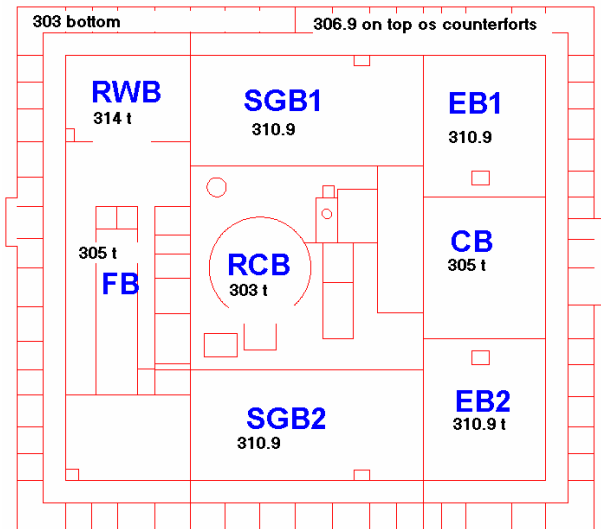 303 bottom
306.9 on top os counterforts
RWB
314 t
SGB1
310.9
EB1
310.9
305 t
FB
RCB
303 t
CB
305 t
SGB2
310.9
EB2
310.9 t